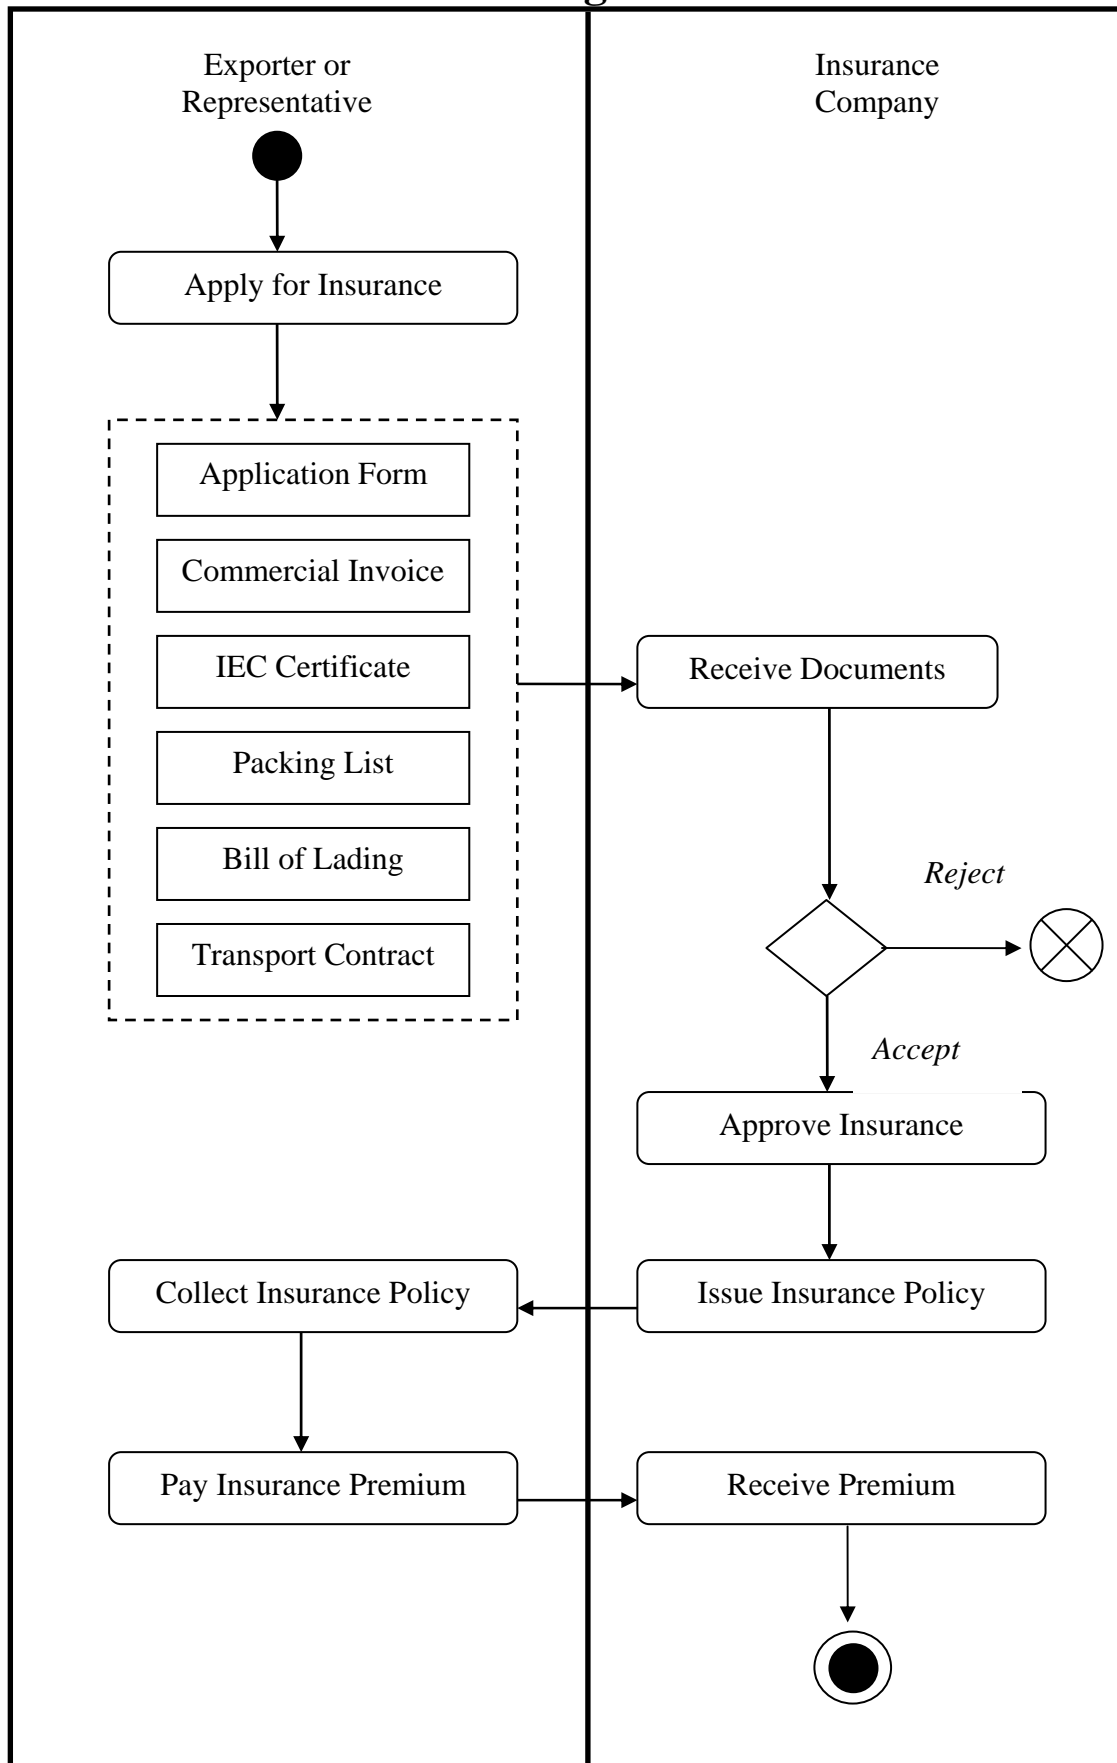 Exporter or
Representative
Insurance
Company
Apply for Insurance
Application Form
Commercial Invoice
IEC Certificate
Receive Documents
Packing List
Bill of Lading
Reject
Transport Contract
Accept
Approve Insurance
Collect Insurance Policy
Issue Insurance Policy
Pay Insurance Premium
Receive Premium